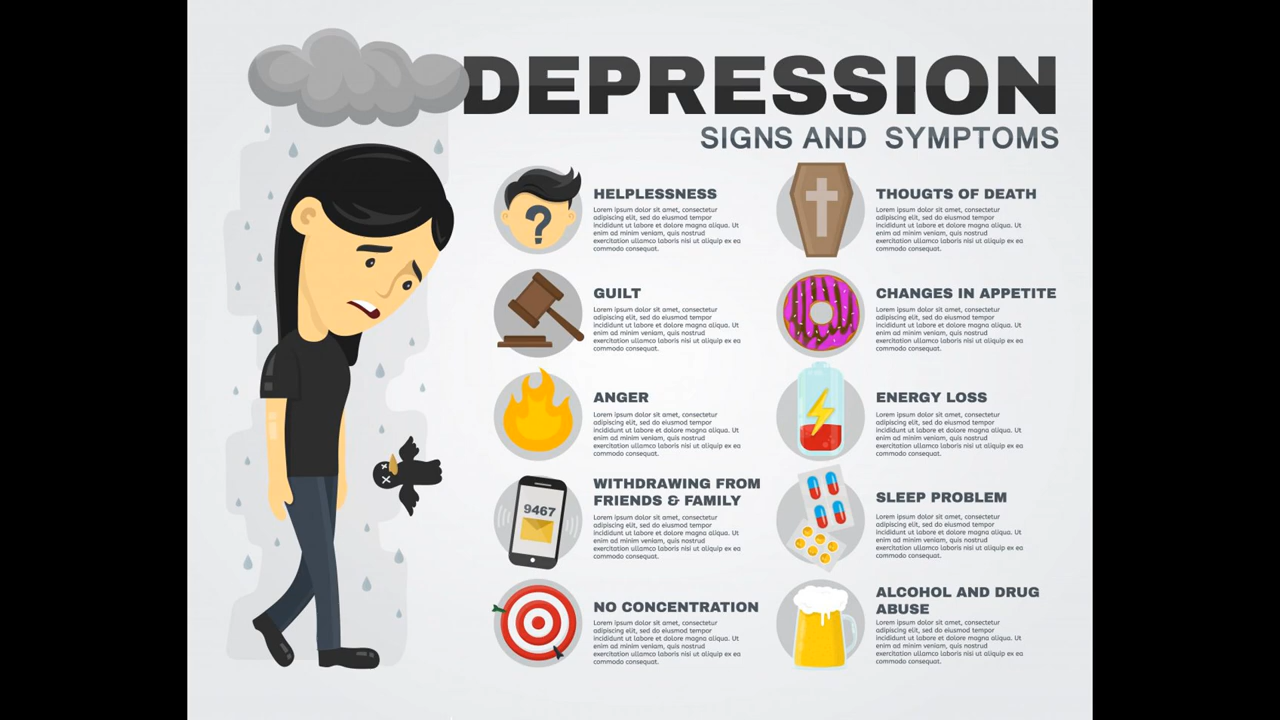 DEPRESSION
SIGNS AND SYMPTOMS
HELPLESSNESS
Lorem ipsum dolor sit amet, consectetur
adipiscing elit, sed do eiusmod tempor
incididunt ut labore et dolore magna aliqua. Ut
enim ad minim veniam, quis nostrud
exercitation ullamco laboris nisi ut aliquip ex ea
commodo consequat.
GUILT
Lorem ipsum dolor sit amet, consectetur
adipiscing elit, sed do eiusmod tempor
incididunt ut labore et dolore magna aliqua. Ut
enim ad minim veniam, quis nostrud
exercitation ullamco laboris nisi ut aliquip ex ea
commodo consequat.
ANGER
Lorem ipsum dolor sit amet, consectetur
adipiscing elit, sed do eiusmod tempor
incididunt ut labore et dolore magna aliqua. Ut
enim ad minim veniam, quis nostrud
exercitation ullamco laboris nisi ut aliquip ex ea
commodo consequat.
9467
WITHDRAWING FROM
FRIENDS & FAMILY
Lorem ipsum dolor sit amet, consectetur
adipiscing elit, sed do eiusmod tempor
incididunt ut labore et dolore magna aliqua. Ut
enim ad minim veniam, quis nostrud
exercitation ullamco laboris nisi ut aliquip ex ea
commodo consequat.
NO CONCENTRATION
Lorem ipsum dolor sit amet, consectetur
adipiscing elit, sed do eiusmod tempor
incididunt ut labore et dolore magna aliqua. Ut
enim ad minim veniam, quis nostrud
exercitation ullamco laboris nisi ut aliquip ex ea
commodo consequat.
THOUGTS OF DEATH
Lorem ipsum dolor sit amet, consectetur
adipiscing elit, sed do eiusmod tempor
incididunt ut labore et dolore magna aliqua. Ut
enim ad minim veniam, quis nostrud
exercitation ullamco laboris nisi ut aliquip ex ea
commodo consequat.
CHANGES IN APPETITE
Lorem ipsum dolor sit amet, consectetur
adipiscing elit, sed do eiusmod tempor
incididunt ut labore et dolore magna aliqua. Ut
enim ad minim veniam, quis nostrud
exercitation ullamco laboris nisi ut aliquip ex ea
commodo consequat.
ENERGY LOSS
Lorem ipsum dolor sit amet, consectetur
adipiscing elit, sed do eiusmod tempor
incididunt ut labore et dolore magna aliqua. Ut
enim ad minim veniam, quis nostrud
exercitation ullamco laboris nisi ut aliquip ex ea
commodo consequat.
SLEEP PROBLEM
Lorem ipsum dolor sit amet, consectetur
adipiscing elit, sed do eiusmod tempor
incididunt ut labore et dolore magna aliqua. Ut
enim ad minim veniam, quis nostrud
exercitation ullamco laboris nisi ut aliquip ex ea
commodo consequat.
ALCOHOL AND DRUG
ABUSE
Lorem ipsum dolor sit amet, consectetur
adipiscing elit, sed do eiusmod tempor
incididunt ut labore et dolore magna aliqua. Ut
enim ad minim veniam, quis nostrud
exercitation ullamco laboris nisi ut aliquip ex ea
commodo consequat.